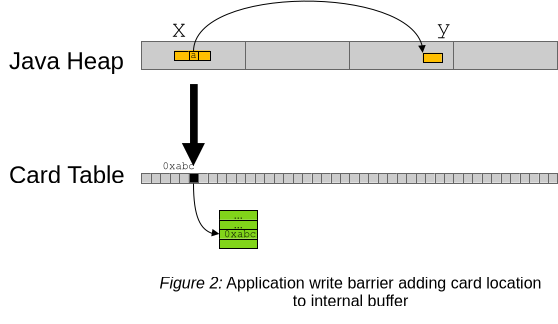 x
y
a
Java Heap
0xabc
Card Table
...
...
0xabc
Figure 2: Application write barrier adding card location
to internal buffer